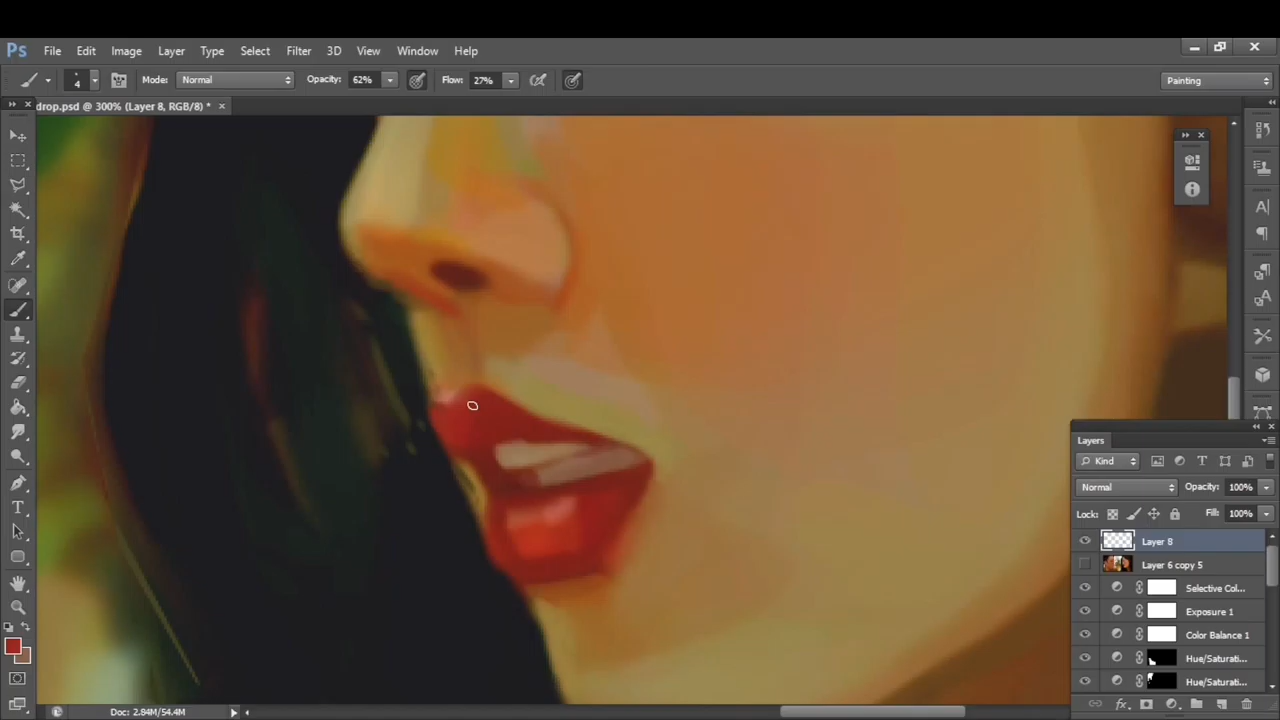 Ps File Edit Image Layer Type Select Filter 3D View Window Help
4 Mode: Normal Opacity: 62% Flow: 27% Painting
drop.psd @ 300% (Layer 8, RGB/8) * ×
Layers
Kind
Normal Opacity: 100%
Lock: Fill: 100%
Layer 8
Layer 6 copy 5
Selective Col...
Exposure 1
Color Balance 1
Hue/Saturati...
Hue/Saturati...
Doc: 2.84M/54.4M